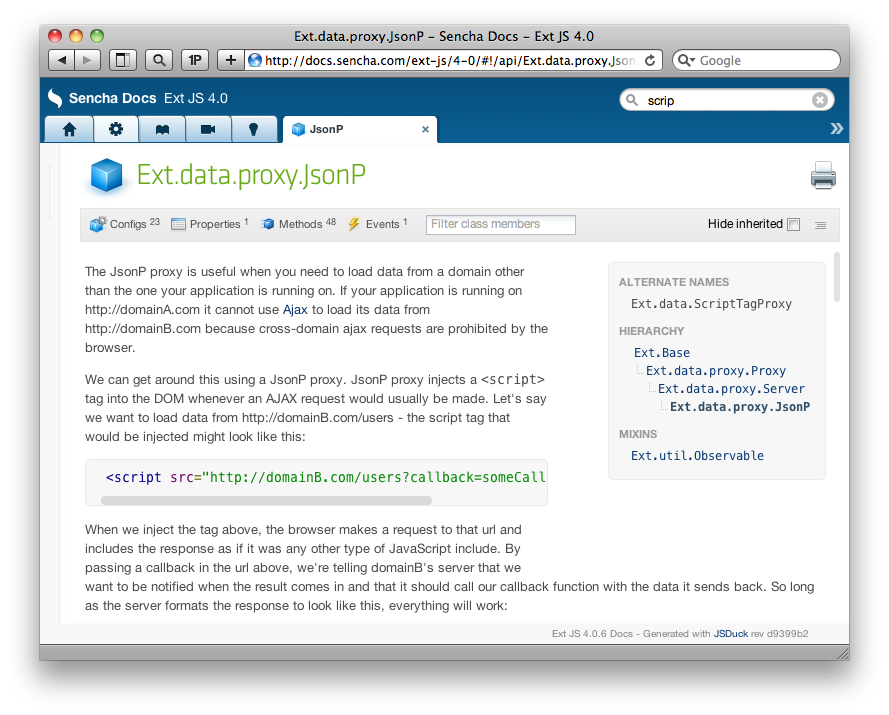 Ext.data.proxy.JsonP – Sencha Docs - Ext JS 4.0
1P
+
http://docs.sencha.com/ext-js/4-0/#!/api/Ext.data.proxy.Json
Google
Sencha Docs Ext JS 4.0
scrip
JsonP
Ext.data.proxy.JsonP
Configs 23 Properties 1 Methods 48 Events 1 Filter class members Hide inherited
The JsonP proxy is useful when you need to load data from a domain other
than the one your application is running on. If your application is running on
http://domainA.com it cannot use Ajax to load its data from
http://domainB.com because cross-domain ajax requests are prohibited by the
browser.
We can get around this using a JsonP proxy. JsonP proxy injects a <script>
tag into the DOM whenever an AJAX request would usually be made. Let's say
we want to load data from http://domainB.com/users - the script tag that
would be injected might look like this:
<script src="http://domainB.com/users?callback=someCall
When we inject the tag above, the browser makes a request to that url and
includes the response as if it was any other type of JavaScript include. By
passing a callback in the url above, we're telling domainB's server that we
want to be notified when the result comes in and that it should call our callback function with the data it sends back. So long
as the server formats the response to look like this, everything will work:
ALTERNATE NAMES
Ext.data.ScriptTagProxy
HIERARCHY
Ext.Base
Ext.data.proxy.Proxy
Ext.data.proxy.Server
Ext.data.proxy.JsonP
MIXINS
Ext.util.Observable
Ext JS 4.0.6 Docs - Generated with JSDuck rev d9399b2